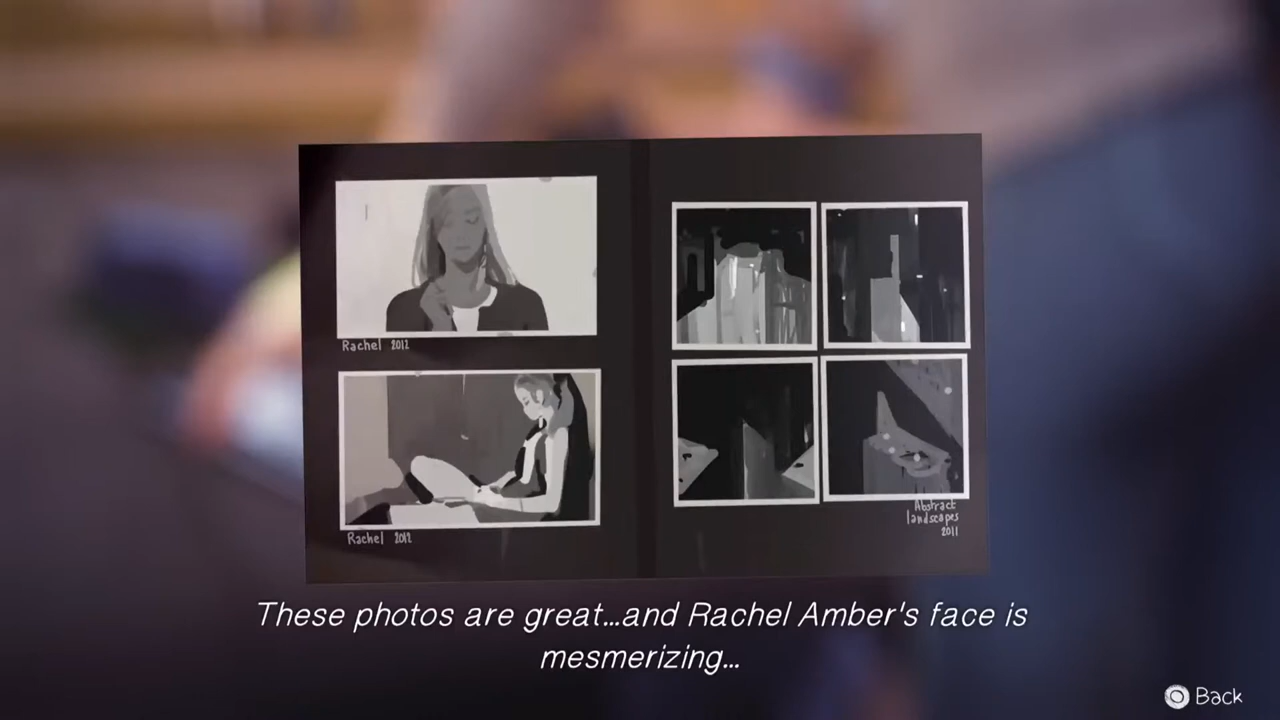 Rachel 2012
Rachel 2012
Abstract
landscapes
2011
These photos are great...and Rachel Amber's face is
mesmerizing...
Back